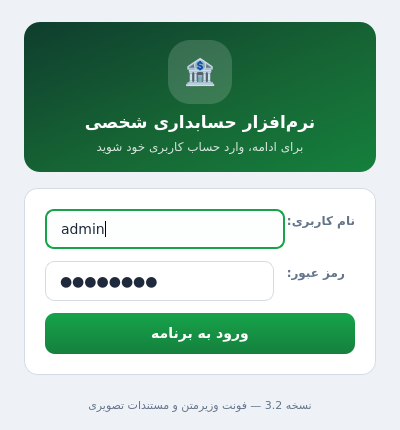 نرم‌افزار حسابداری شخصی
برای ادامه، وارد حساب کاربری خود شوید
نام کاربری:
admin
رمز عبور:
●●●●●●●●
ورود به برنامه
نسخه 3.2 — فونت وزیرمتن و مستندات تصویری